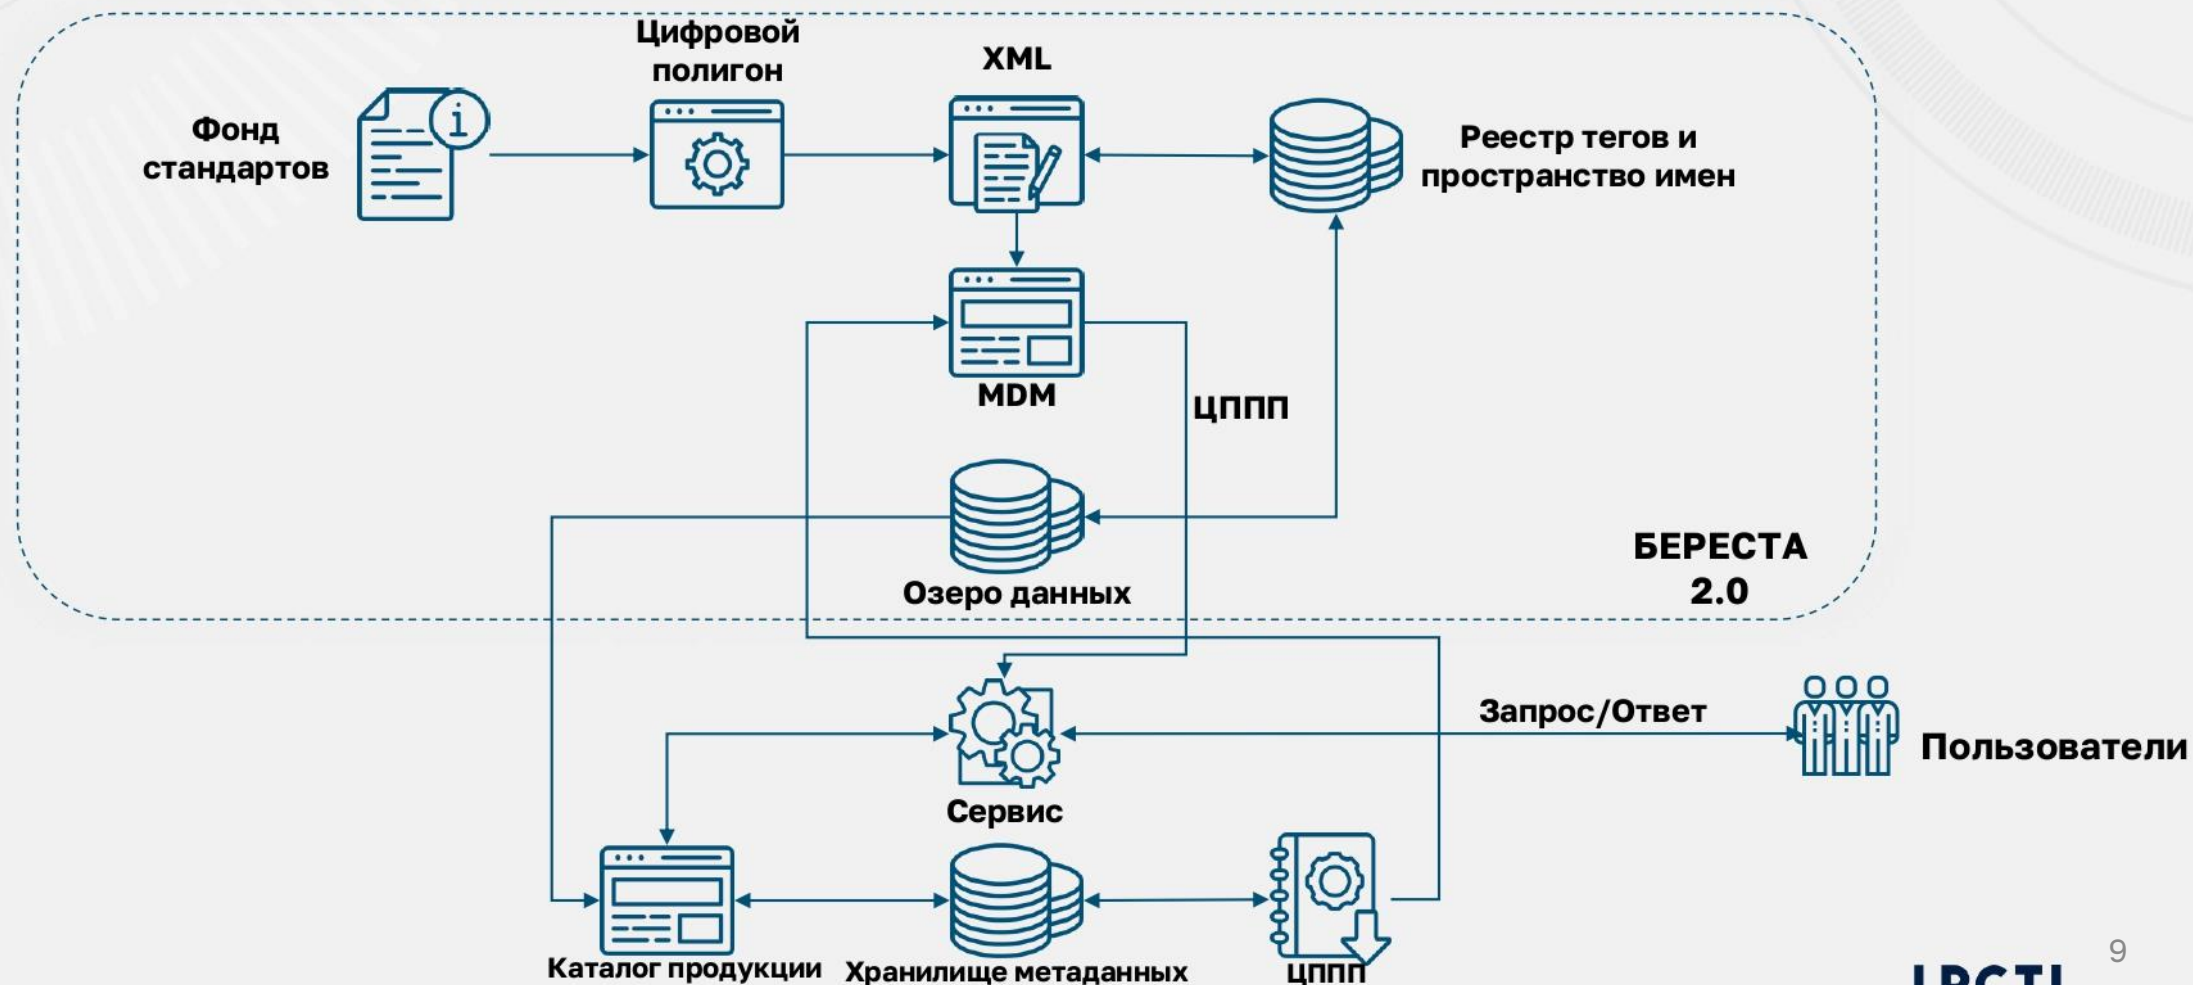 Цифровой
полигон
XML
Фонд
стандартов
i
Реестр тегов и
пространство имен
MDM
ЦППП
Озеро данных
БЕРЕСТА
2.0
Запрос/Ответ
Пользователи
Сервис
Каталог продукции
Хранилище метаданных
ЦППП
9